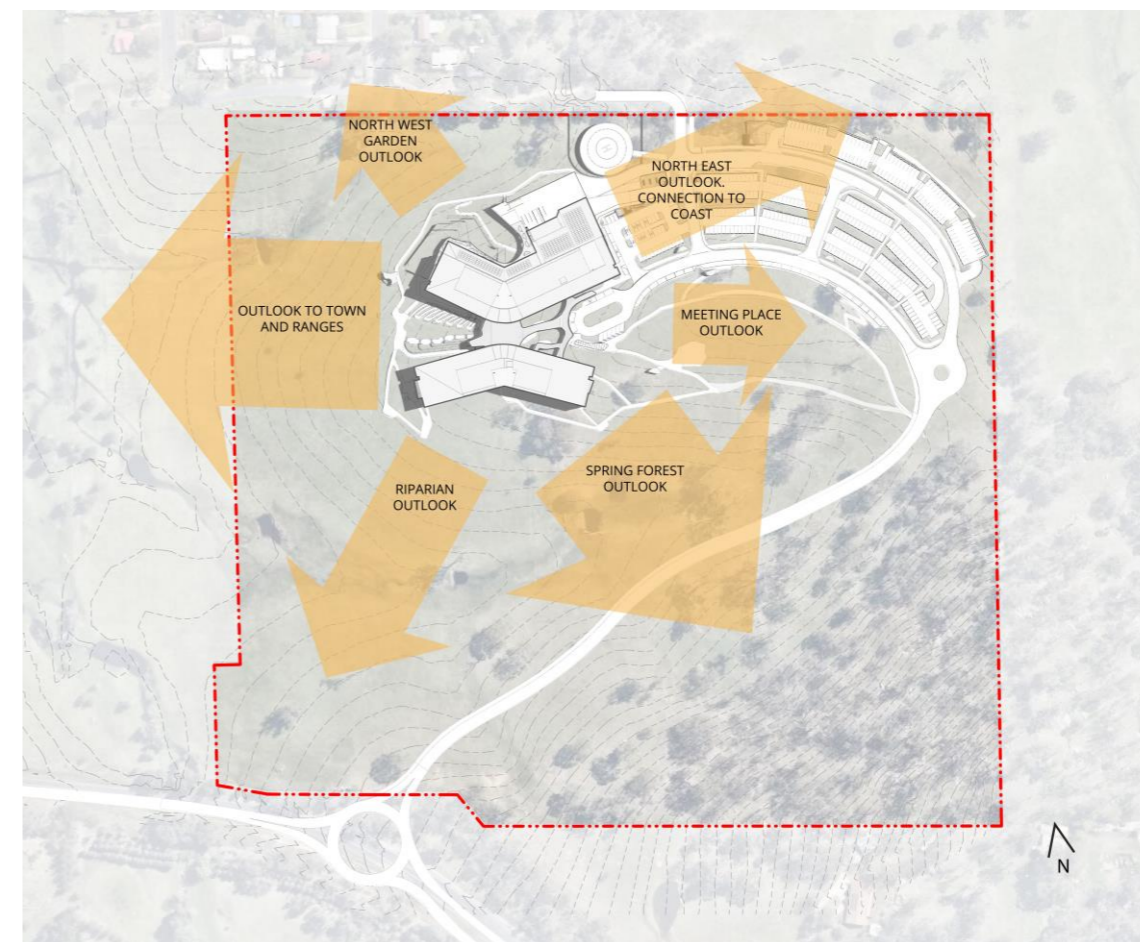 NORTH WEST
GARDEN
OUTLOOK
NORTH EAST
OUTLOOK.
CONNECTION TO
COAST
OUTLOOK TO TOWN
AND RANGES
MEETING PLACE
OUTLOOK
SPRING FOREST
OUTLOOK
RIPARIAN
OUTLOOK
N